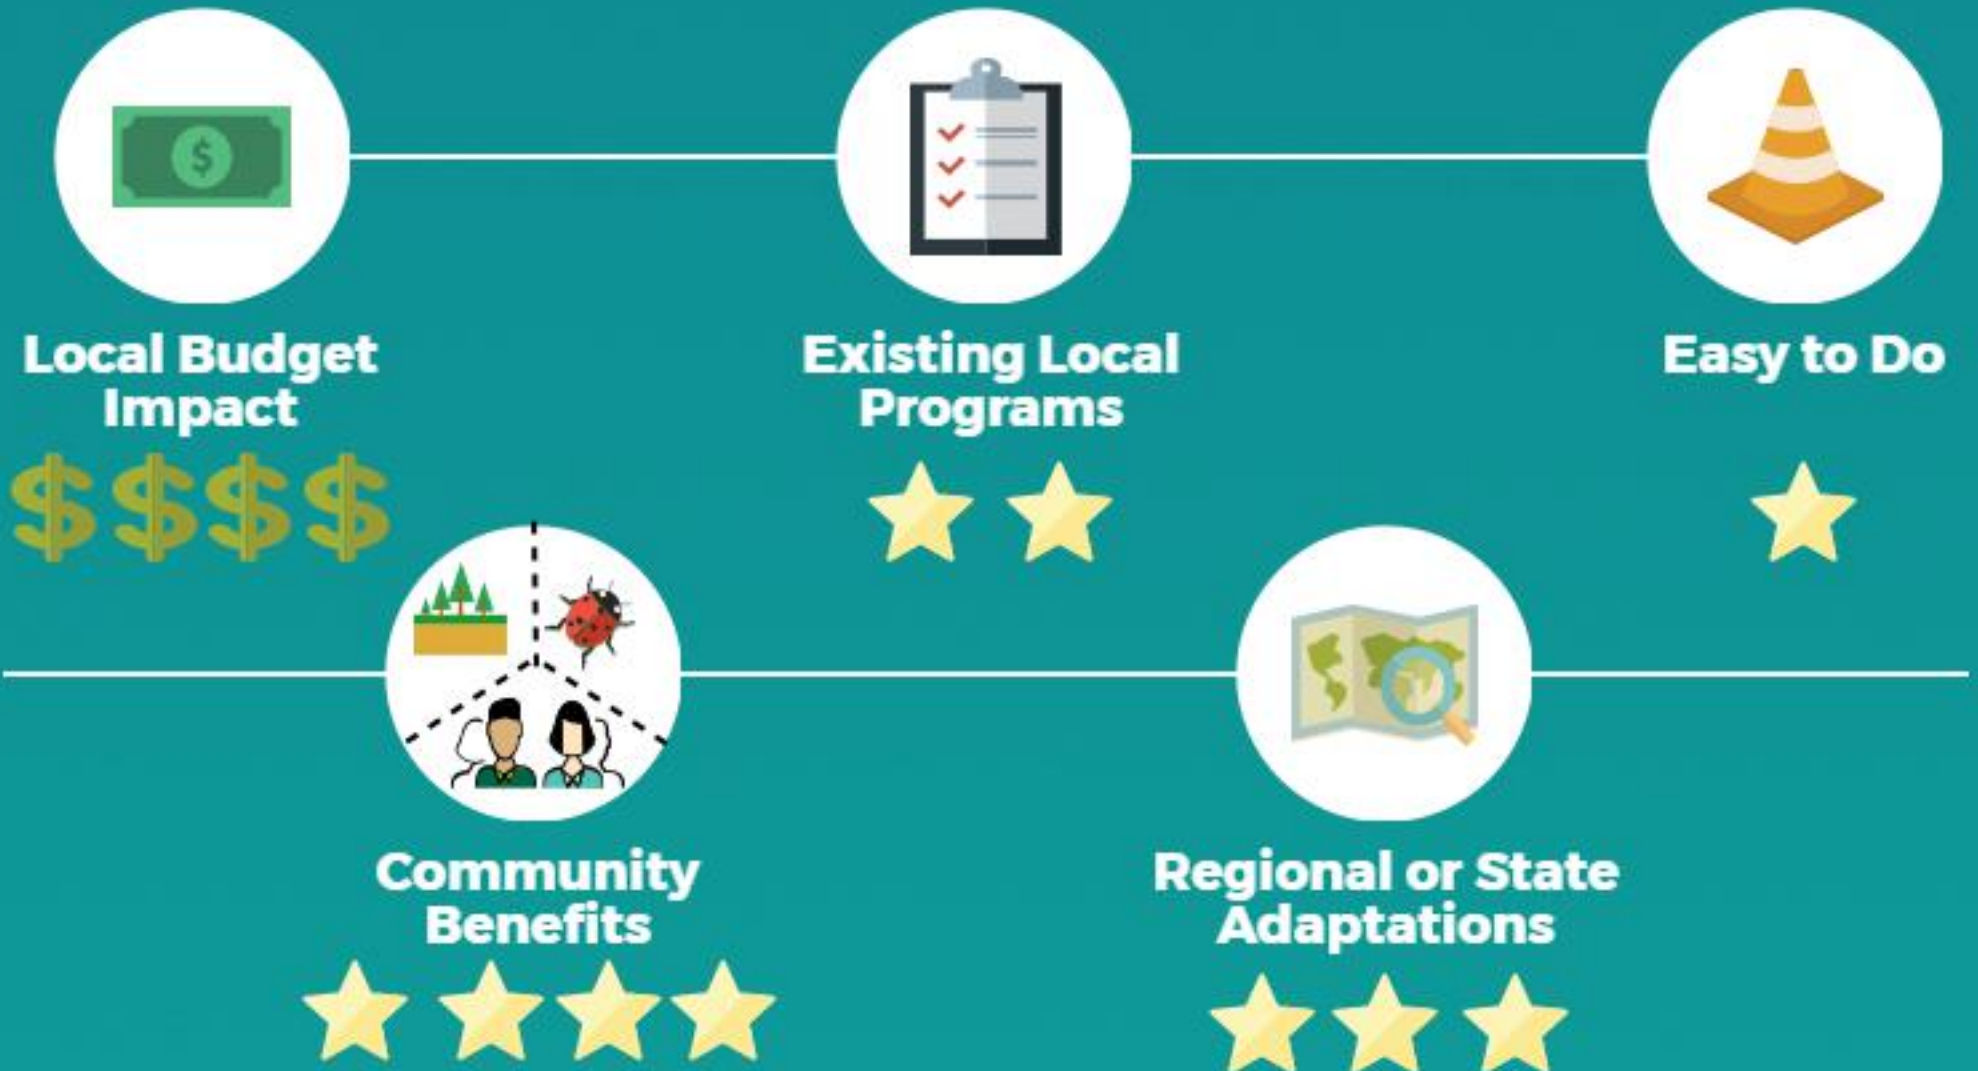 $
Local Budget
Impact
$$$$
Existing Local
Programs
Easy to Do
Community
Benefits
Regional or State
Adaptations